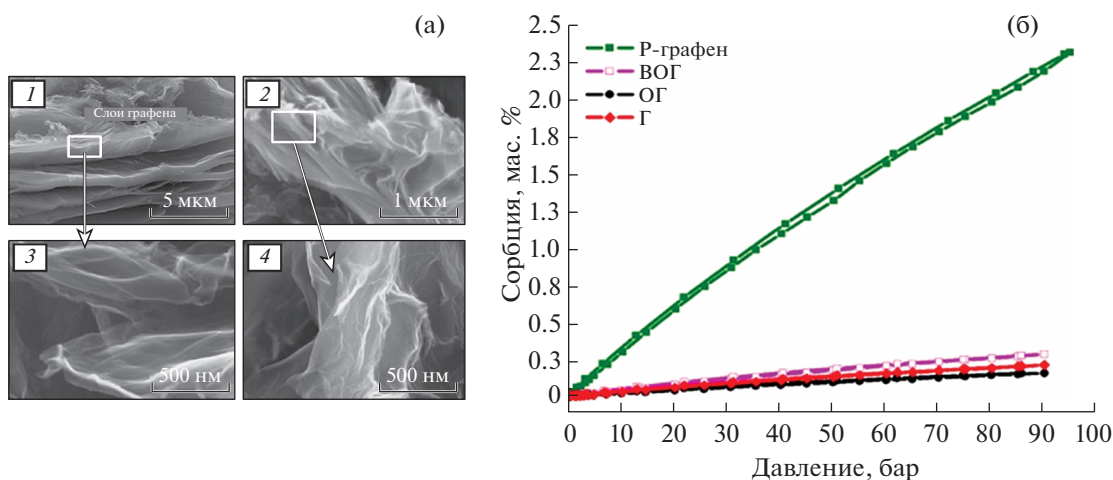 (а)
1
Слои графена
5 мкм
2
1 мкм
3
500 нм
4
500 нм
(б)
Сорбция, мас. %
2.5
2.3
2.0
1.8
1.5
1.3
1.0
0.8
0.5
0.3
0
Р-графен
ВОГ
ОГ
Г
0 10 20 30 40 50 60 70 80 90 100
Давление, бар